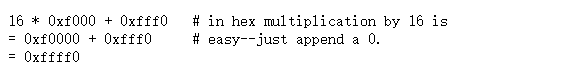 16 * 0xf000 + 0xfff0   # in hex multiplication by 16 is
= 0xf0000 + 0xfff0     # easy--just append a 0.
= 0xffff0